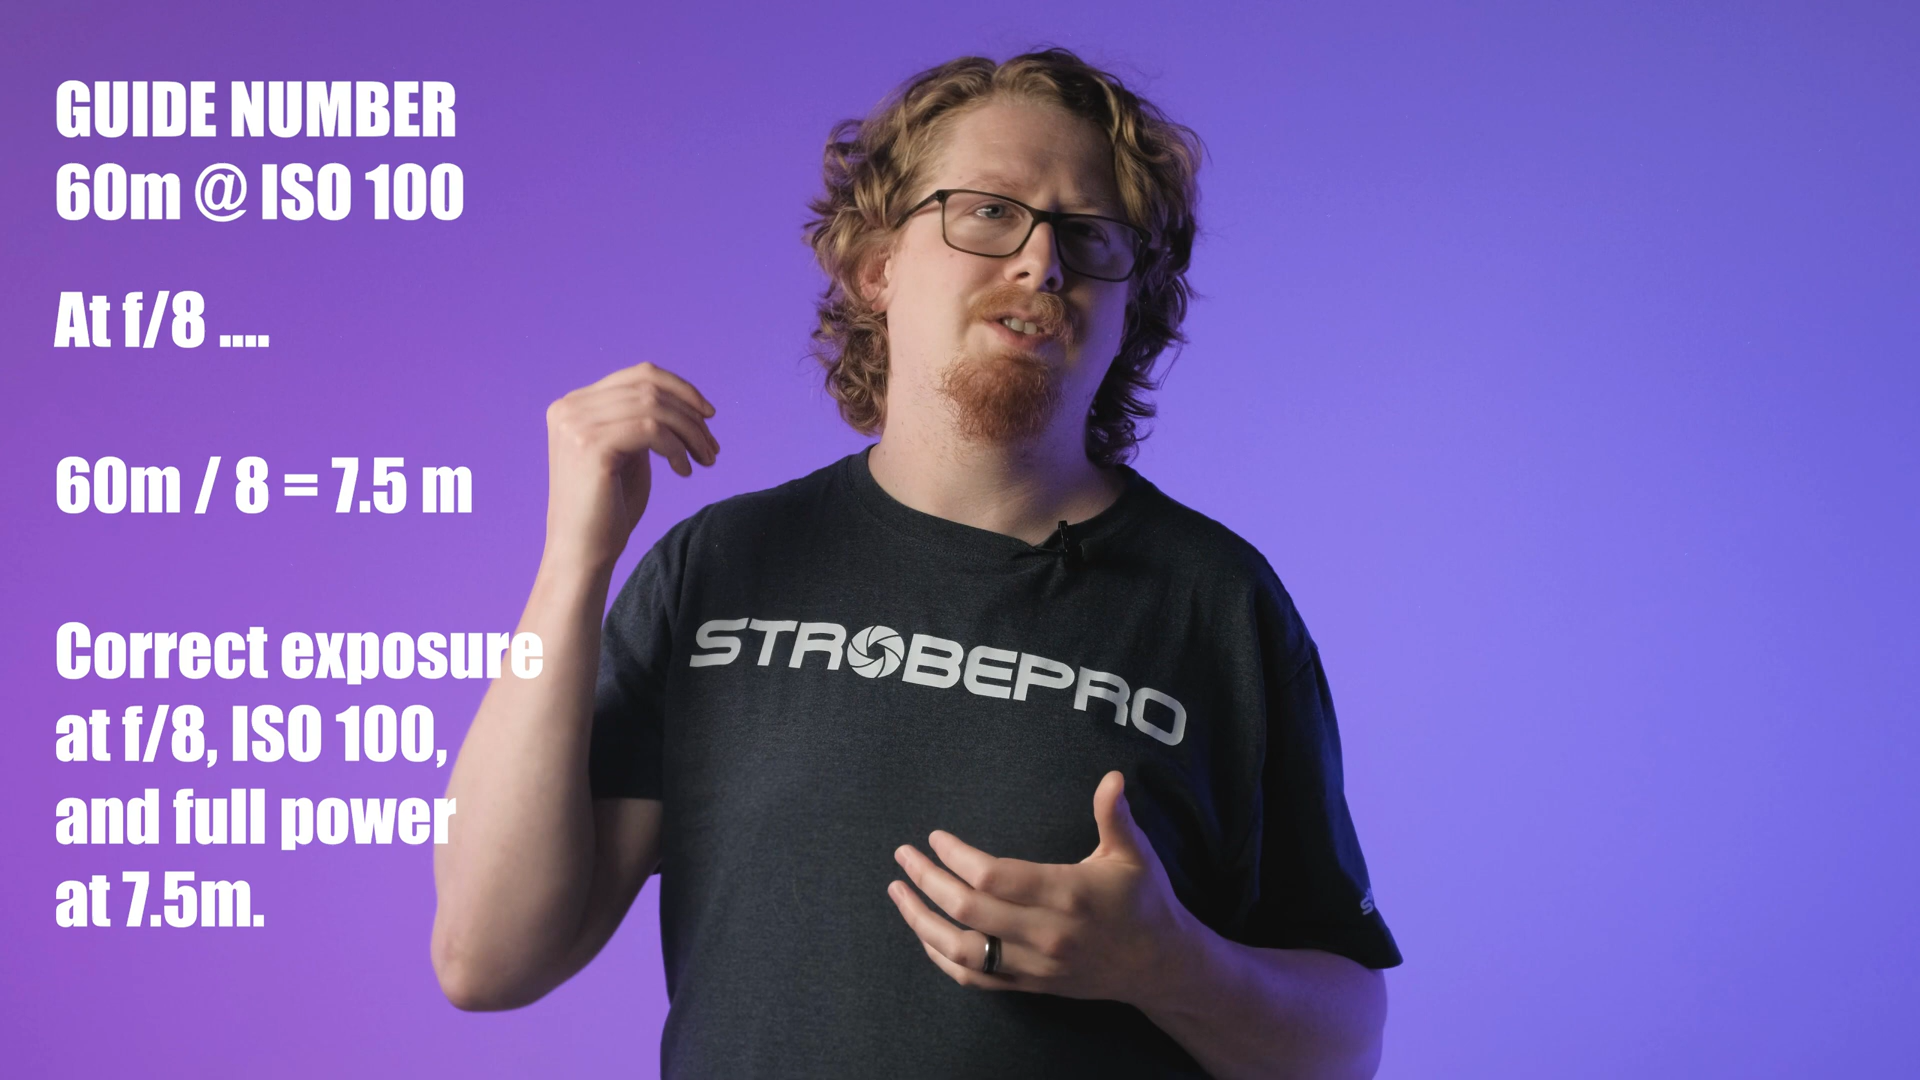 GUIDE NUMBER
60m @ ISO 100
At f/8 ....
60m / 8 = 7.5 m
Correct exposure
at f/8, ISO 100,
and full power
at 7.5m.
STROBEPRO